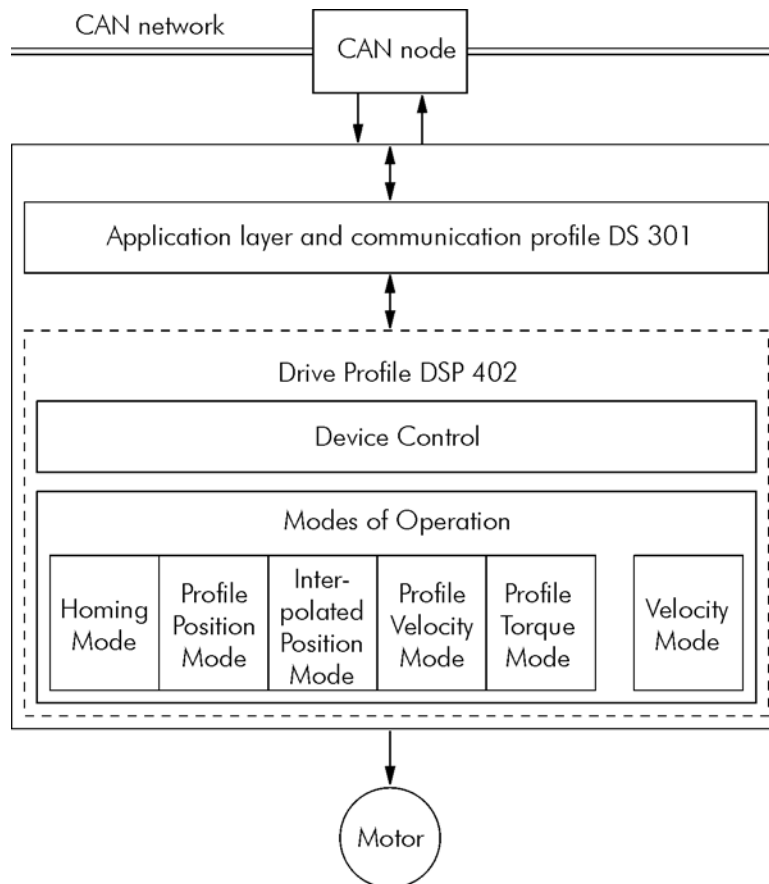 CAN network
CAN node
Application layer and communication profile DS 301
Drive Profile DSP 402
Device Control
Modes of Operation
Homing
Mode
Profile
Position
Mode
Inter-
polated
Position
Mode
Profile
Velocity
Mode
Profile
Torque
Mode
Velocity
Mode
Motor